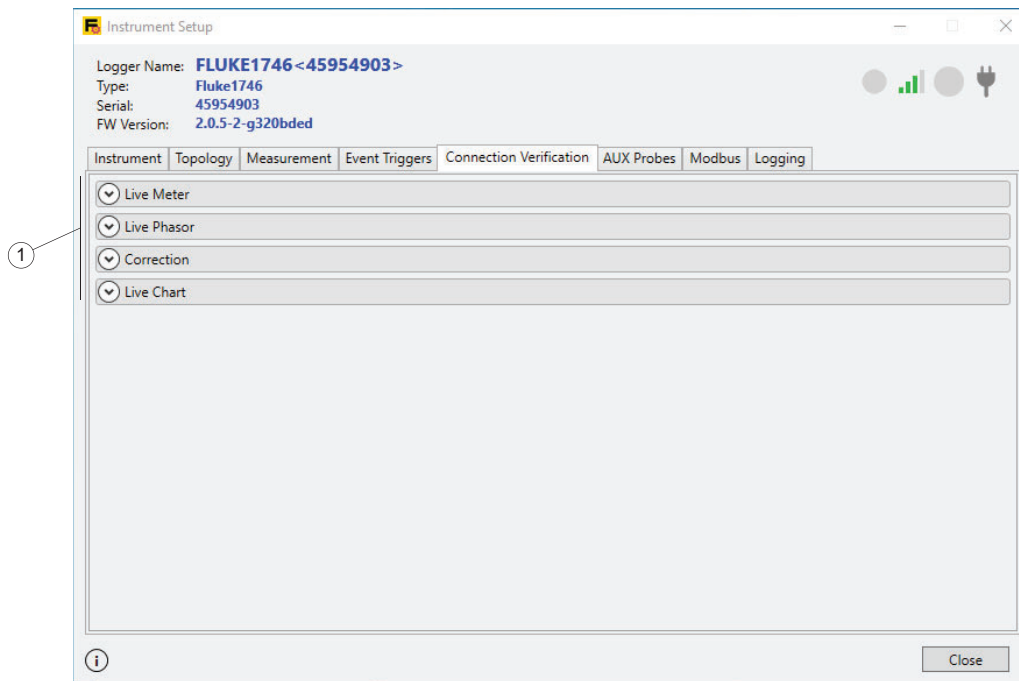 Instrument Setup
Logger Name: FLUKE1746<45954903>
Type: Fluke1746
Serial: 45954903
FW Version: 2.0.5-2-g320bded
Instrument Topology Measurement Event Triggers Connection Verification AUX Probes Modbus Logging
Live Meter
Live Phasor
1
Correction
Live Chart
Close